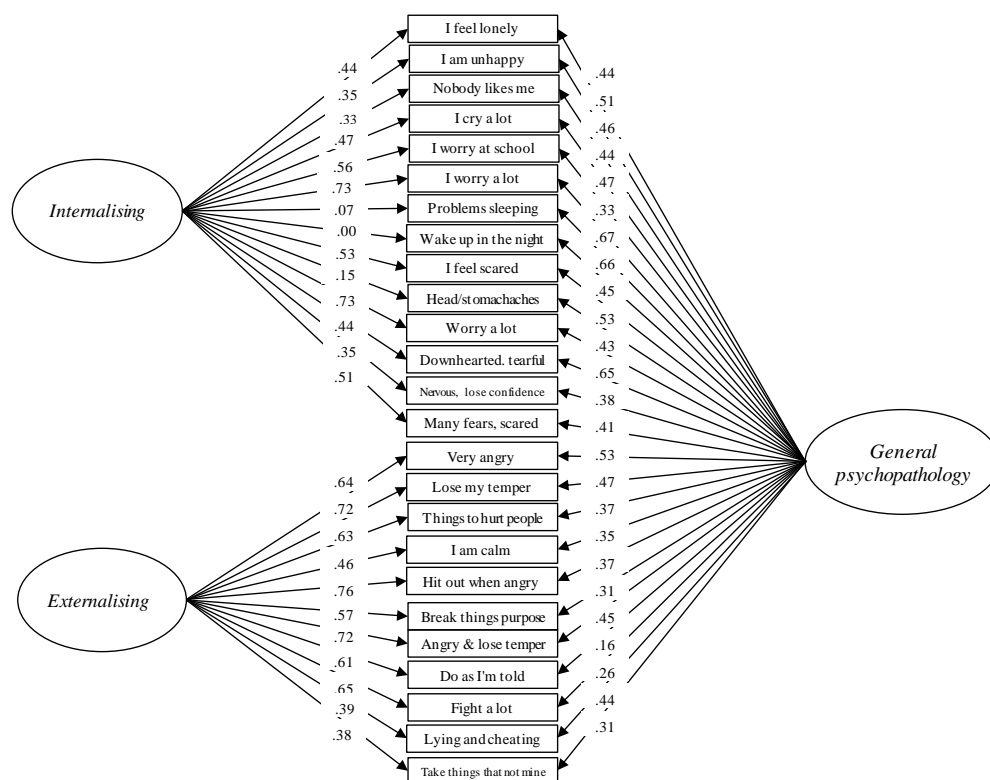 I feel lonely
I am unhappy
Nobody likes me
I cry a lot
I worry at school
I worry a lot
Problems sleeping
Wake up in the night
I feel scared
Head/stomachaches
Worry a lot
Downhearted. tearful
Nervous, lose confidence
Many fears, scared
Very angry
Lose my temper
Things to hurt people
I am calm
Hit out when angry
Break things purpose
Angry & lose temper
Do as I'm told
Fight a lot
Lying and cheating
Take things that not mine
Internalising
.44
.35
.33
.47
.56
.73
.07
.00
.53
.15
.73
.44
.35
.51
Externalising
.64
.72
.63
.46
.76
.57
.72
.61
.65
.39
.38
.44
.51
.46
.44
.47
.33
.67
.66
.45
.53
.43
.65
.38
.41
.53
.47
.37
.35
.37
.31
.45
.16
.26
.44
.31
General
psychopathology